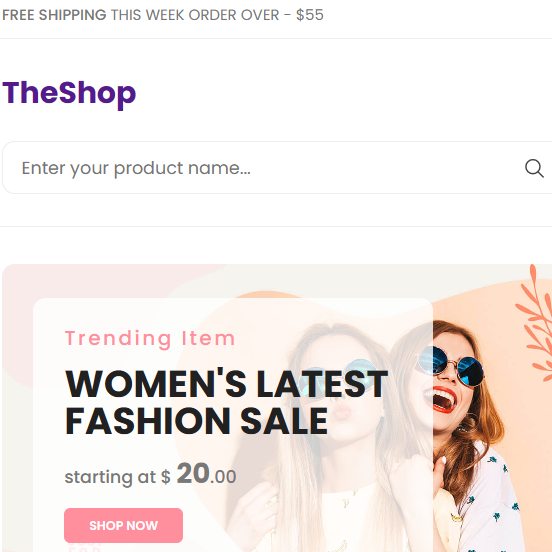 FREE SHIPPING THIS WEEK ORDER OVER - $55
TheShop
Enter your product name...
Trending Item
WOMEN'S LATEST
FASHION SALE
starting at $ 20.00
SHOP NOW